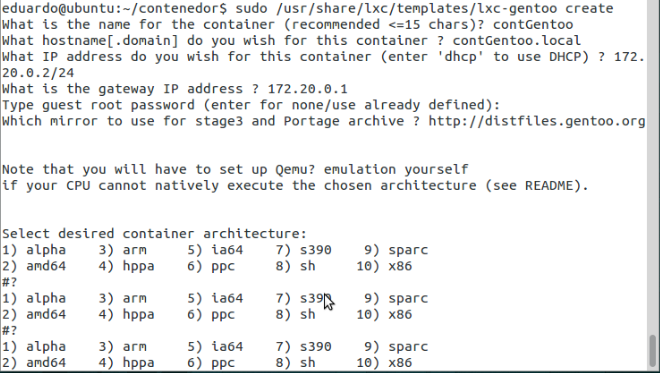 eduardo@ubuntu:~/contenedor$ sudo /usr/share/lxc/templates/lxc-gentoo create
What is the name for the container (recommended <=15 chars)? contGentoo
What hostname[.domain] do you wish for this container ? contGentoo.local
What IP address do you wish for this container (enter 'dhcp' to use DHCP) ? 172.
20.0.2/24
What is the gateway IP address ? 172.20.0.1
Type guest root password (enter for none/use already defined):
Which mirror to use for stage3 and Portage archive ? http://distfiles.gentoo.org
Note that you will have to set up Qemu? emulation yourself
if your CPU cannot natively execute the chosen architecture (see README).
Select desired container architecture:
1) alpha    3) arm     5) ia64    7) s390    9) sparc
2) amd64    4) hppa    6) ppc     8) sh     10) x86
#?
1) alpha    3) arm     5) ia64    7) s390    9) sparc
2) amd64    4) hppa    6) ppc     8) sh     10) x86
#?
1) alpha    3) arm     5) ia64    7) s390    9) sparc
2) amd64    4) hppa    6) ppc     8) sh     10) x86